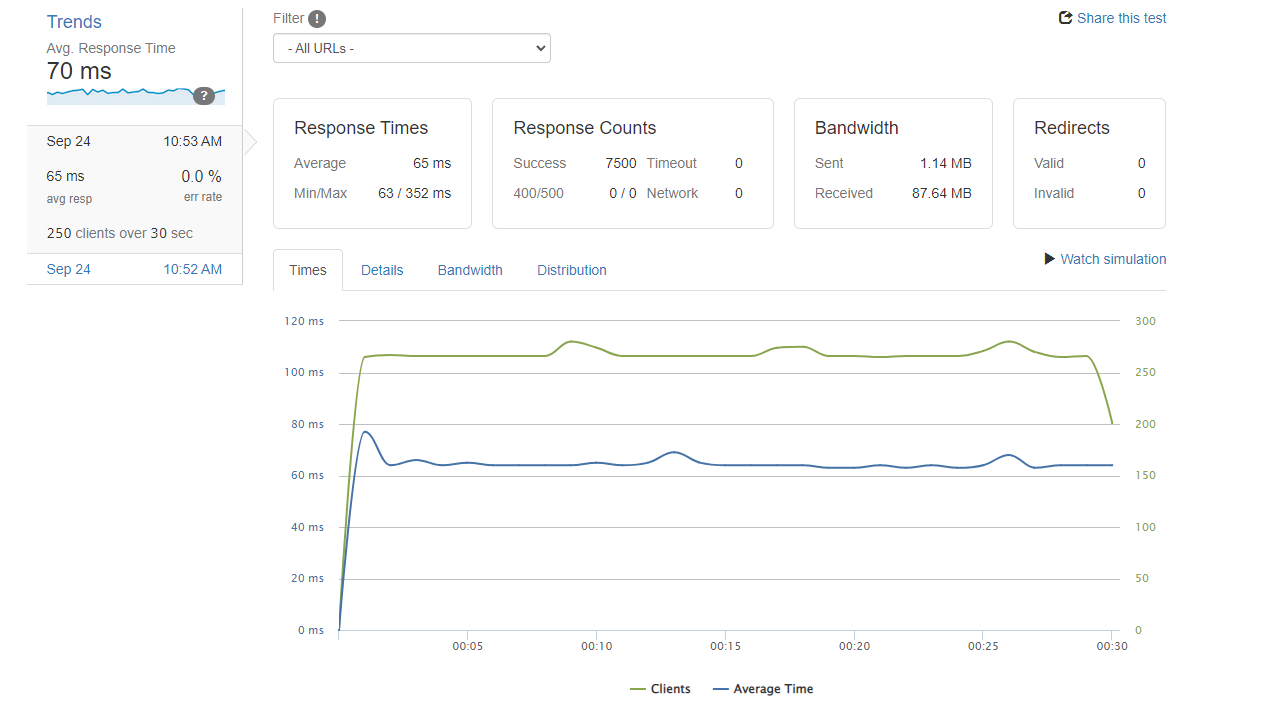 Trends
Avg. Response Time
70 ms
?
Sep 24 10:53 AM
65 ms 0.0 %
avg resp err rate
250 clients over 30 sec
Sep 24 10:52 AM
Filter !
- All URLs -
Share this test
Response Times
Average 65 ms
Min/Max 63 / 352 ms
Response Counts
Success 7500 Timeout 0
400/500 0 / 0 Network 0
Bandwidth
Sent 1.14 MB
Received 87.64 MB
Redirects
Valid 0
Invalid 0
Times Details Bandwidth Distribution
Watch simulation
120 ms 300
100 ms 250
80 ms 200
60 ms 150
40 ms 100
20 ms 50
0 ms 0
00:05 00:10 00:15 00:20 00:25 00:30
Clients Average Time